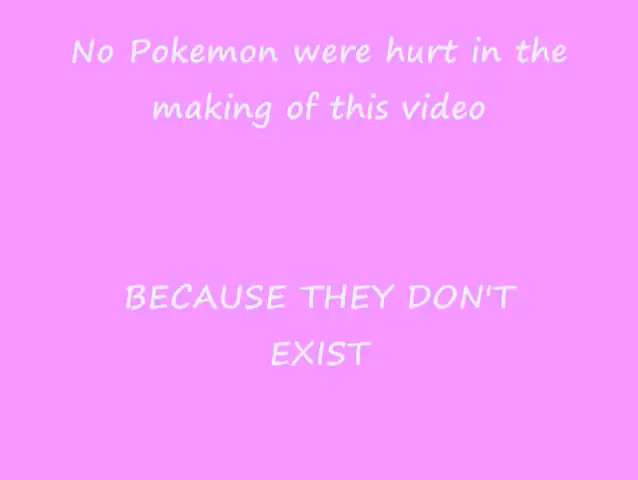 No Pokemon were hurt in the
making of this video
BECAUSE THEY DON'T
EXIST